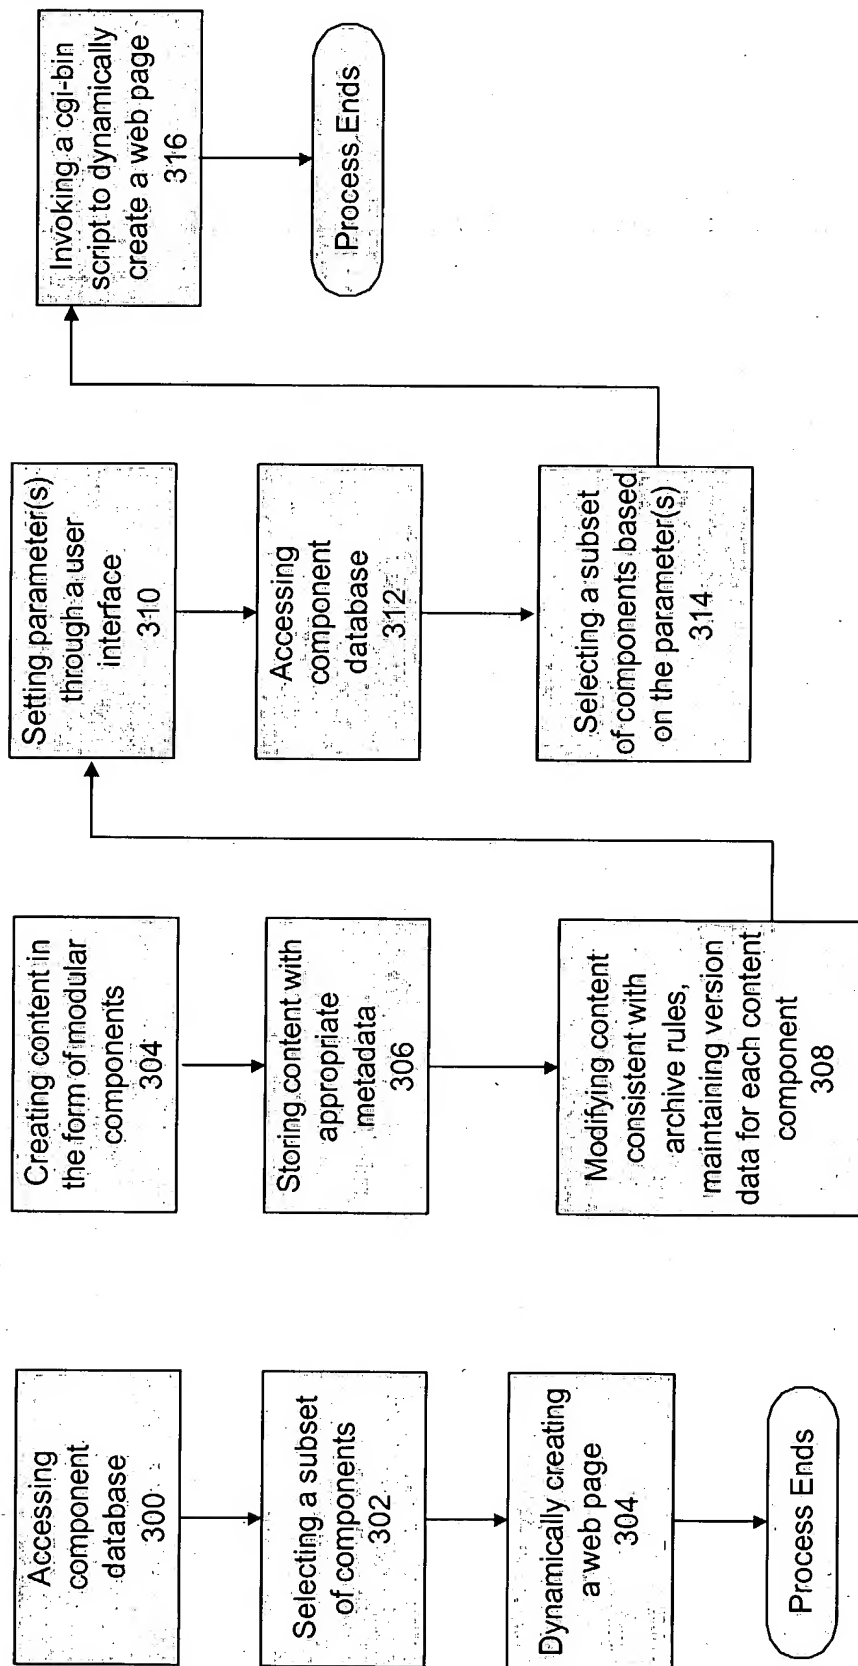 Accessing
component
database
300
Selecting a subset
of components
302
Dynamically creating
a web page
304
Process Ends
Creating content in
the form of modular
components
304
Storing content with
appropriate
metadata
306
Modifying content
consistent with
archive rules,
maintaining version
data for each content
component
308
Setting parameter(s)
through a user
interface
310
Accessing
component
database
312
Selecting a subset
of components based
on the parameter(s)
314
Invoking a cgi-bin
script to dynamically
create a web page
316
Process Ends